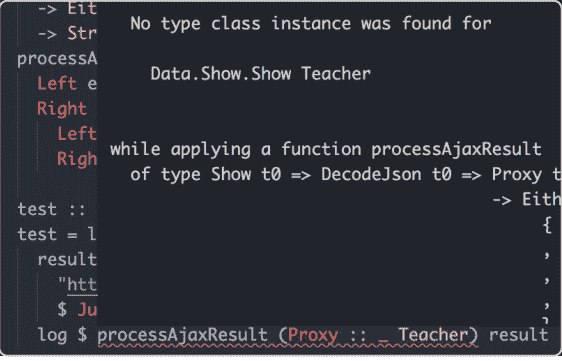 -> Eit
-> Str
processA
Left e
Right
Left
Righ
test ::
test = l
result
"htt
$ Ju
log $ processAjaxResult (Proxy :: _ Teacher) result
No type class instance was found for
Data.Show.Show Teacher
while applying a function processAjaxResult
of type Show t0 => DecodeJson t0 => Proxy t
-> Eith
{
,
,
,